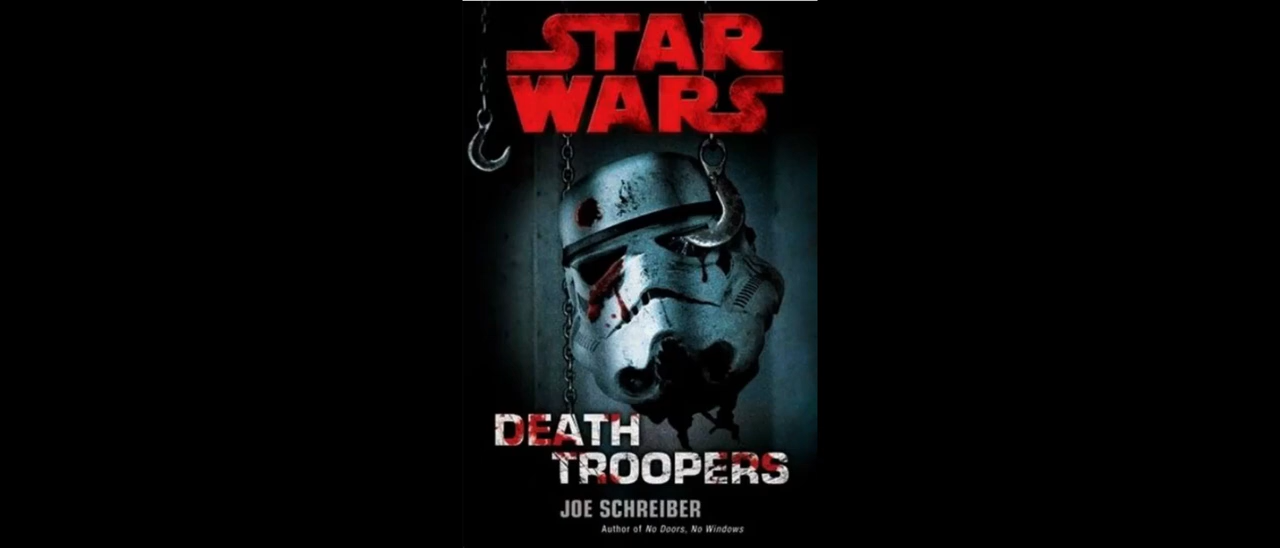 STAR
WARS
DEATH
TROOPERS
JOE SCHREIBER
Author of No Doors, No Windows